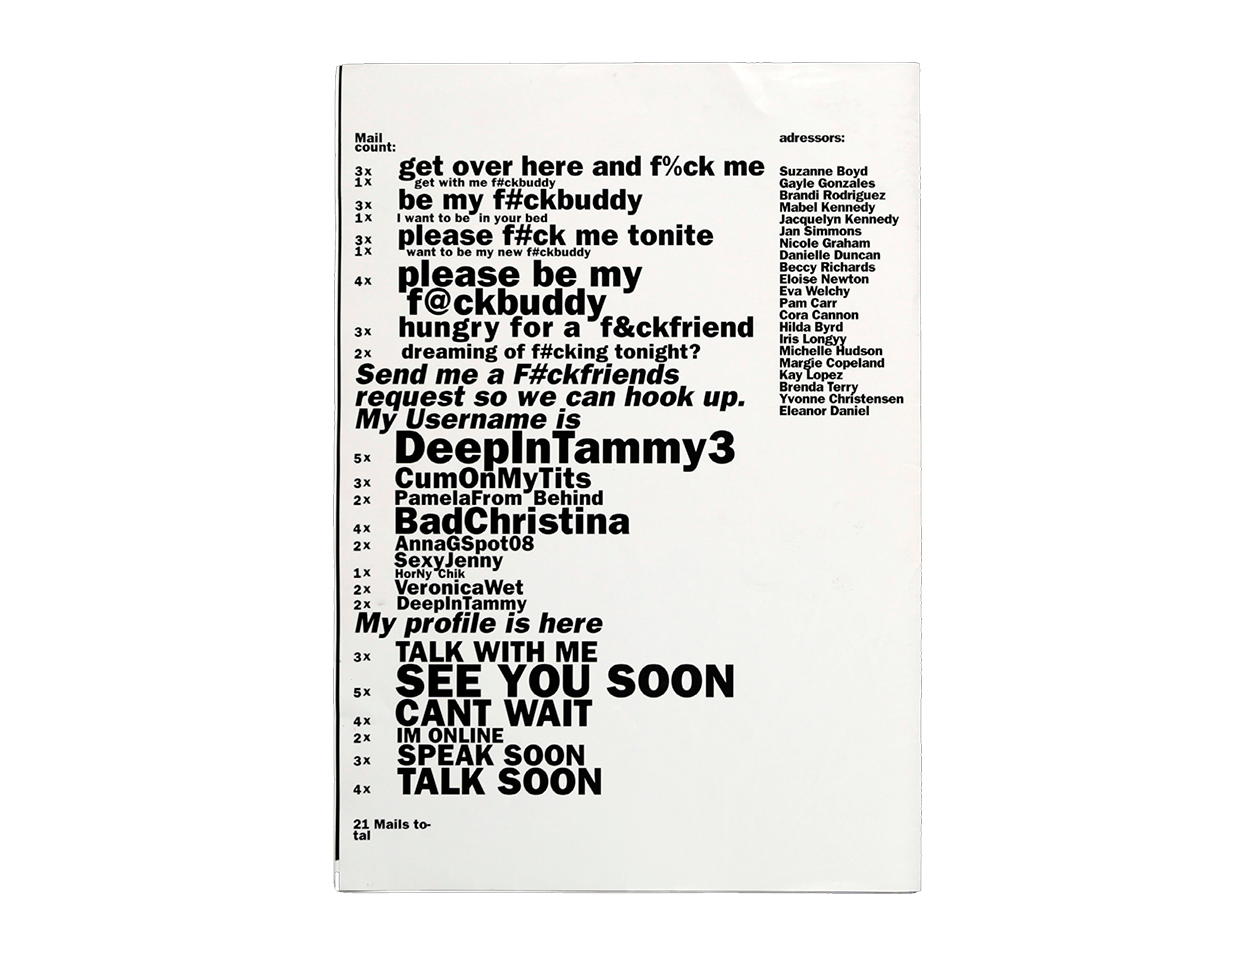 Mail
count:
3x get over here and f%ck me
1x get with me f#ckbuddy
3x be my f#ckbuddy
1x I want to be in your bed
3x please f#ck me tonite
1x want to be my new f#ckbuddy
4x please be my
f@ckbuddy
3x hungry for a f&ckfriend
2x dreaming of f#cking tonight?
Send me a F#ckfriends
request so we can hook up.
My Username is
5x DeepInTammy3
3x CumOnMyTits
2x PamelaFrom Behind
4x BadChristina
2x AnnaGSpot08
SexyJenny
1x HorNy Chik
2x VeronicaWet
2x DeepInTammy
My profile is here
3x TALK WITH ME
5x SEE YOU SOON
4x CANT WAIT
2x IM ONLINE
3x SPEAK SOON
4x TALK SOON
21 Mails to-
tal
adressors:
Suzanne Boyd
Gayle Gonzales
Brandi Rodriguez
Mabel Kennedy
Jacquelyn Kennedy
Jan Simmons
Nicole Graham
Danielle Duncan
Beccy Richards
Eloise Newton
Eva Welchy
Pam Carr
Cora Cannon
Hilda Byrd
Iris Longyy
Michelle Hudson
Margie Copeland
Kay Lopez
Brenda Terry
Yvonne Christensen
Eleanor Daniel